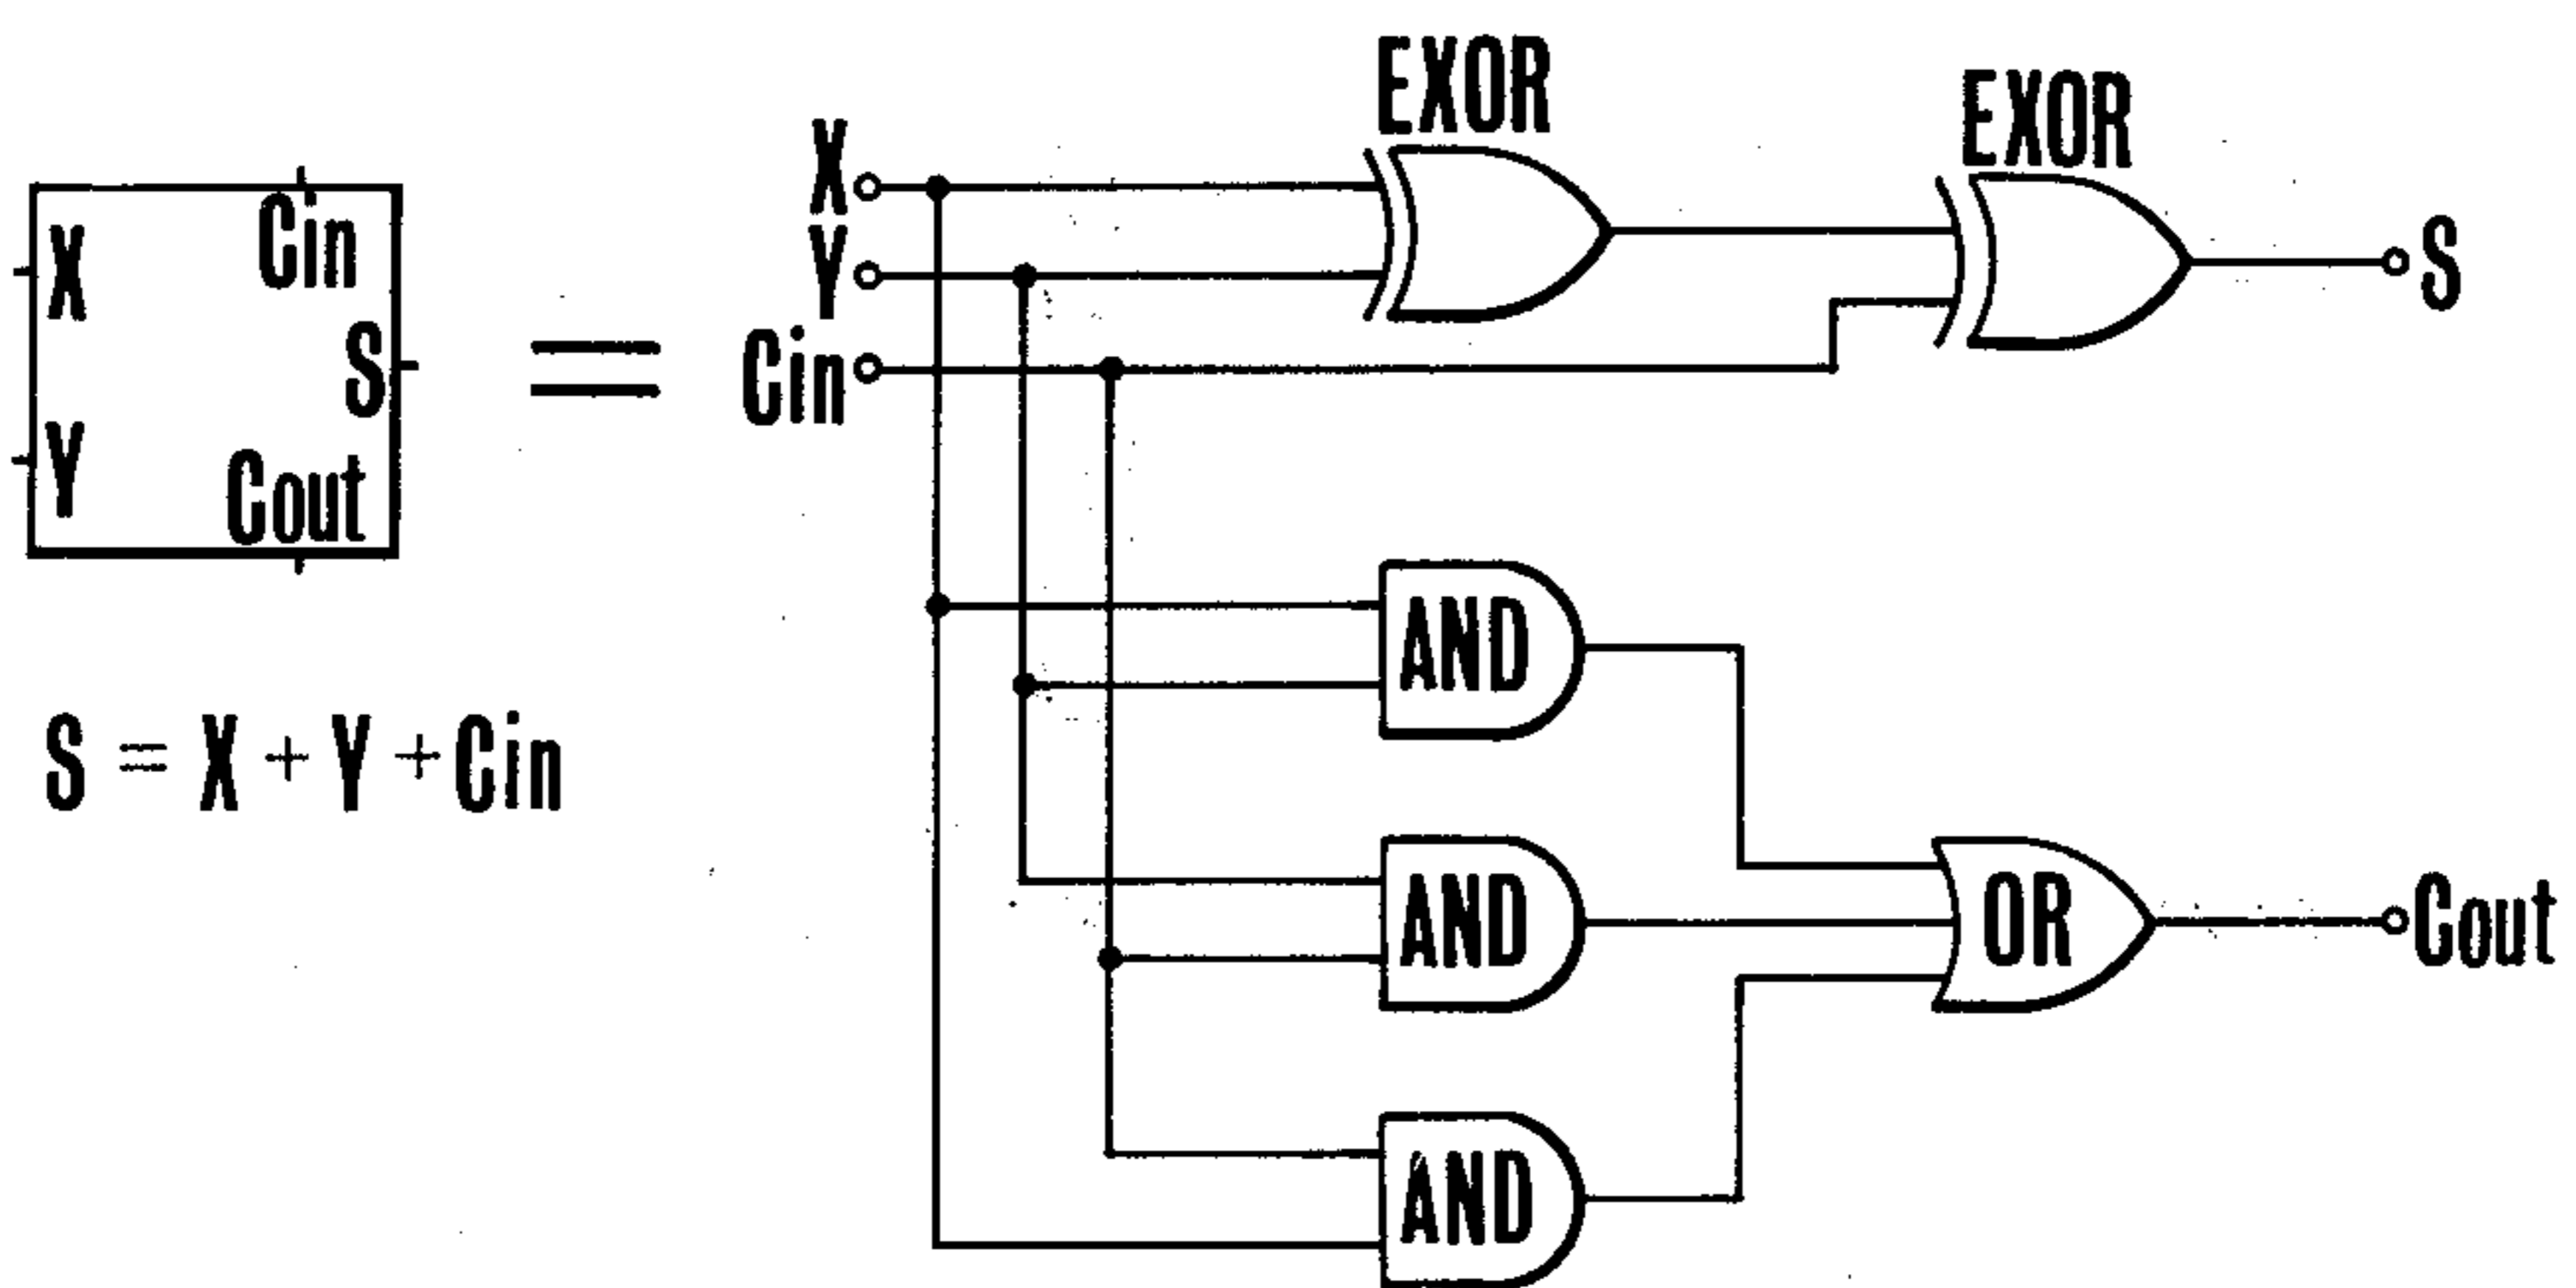 Cin
X
S
Y
Cout
S = X + Y + Cin
=
X
Y
Cin
EXOR
EXOR
S
AND
AND
AND
OR
Cout